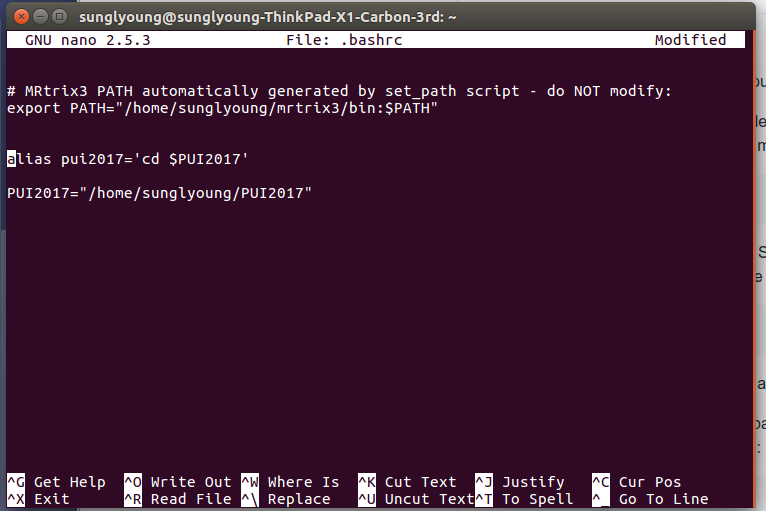 sunglyoung@sunglyoung-ThinkPad-X1-Carbon-3rd: ~
GNU nano 2.5.3 File: .bashrc Modified
# MRtrix3 PATH automatically generated by set_path script - do NOT modify:
export PATH="/home/sunglyoung/mrtrix3/bin:$PATH"
alias pui2017='cd $PUI2017'
PUI2017="/home/sunglyoung/PUI2017"
^G Get Help ^O Write Out ^W Where Is ^K Cut Text ^J Justify ^C Cur Pos
^X Exit ^R Read File ^\ Replace ^U Uncut Text ^T To Spell ^_ Go To Line